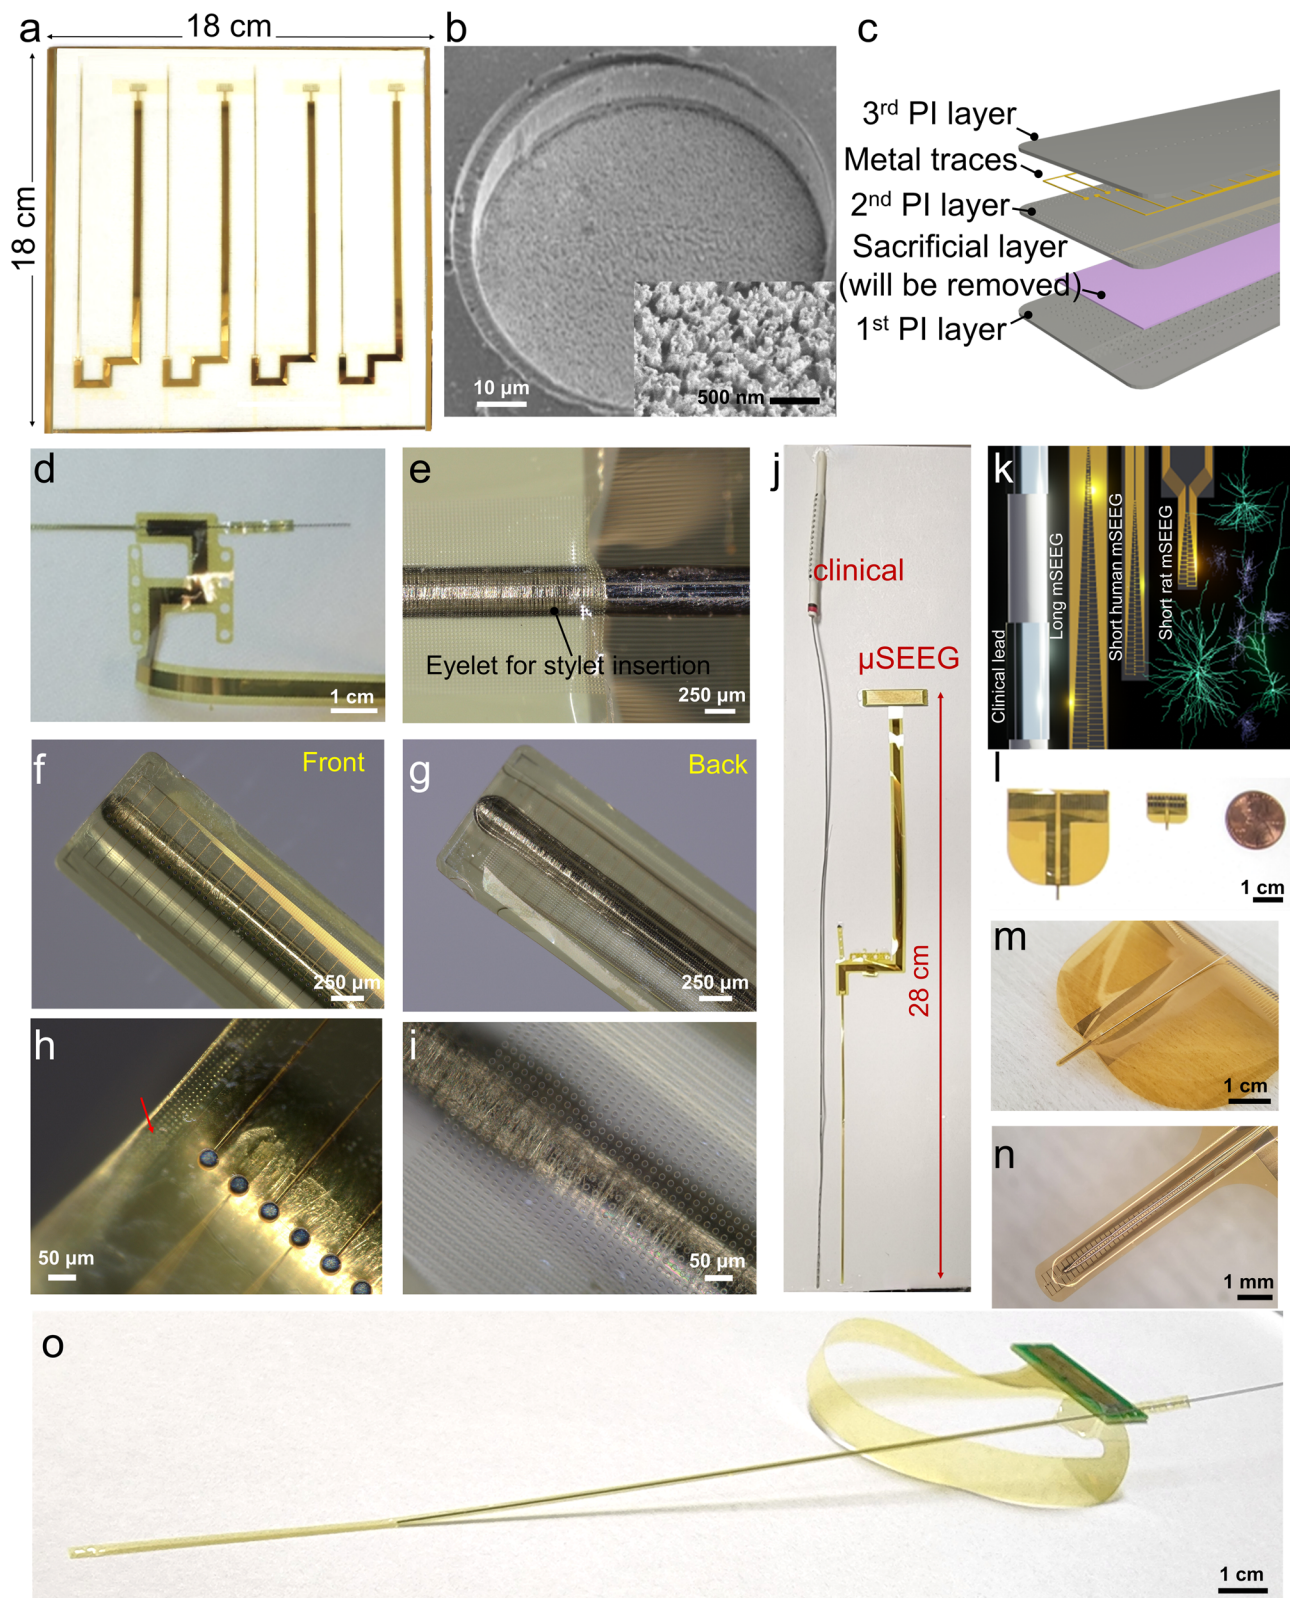 a
18 cm
18 cm
b
10 µm
500 nm
c
3rd PI layer
Metal traces
2nd PI layer
Sacrificial layer
(will be removed)
1st PI layer
d
1 cm
e
Eyelet for stylet insertion
250 µm
f
Front
250 µm
g
Back
250 µm
h
50 µm
i
50 µm
j
clinical
µSEEG
28 cm
k
Clinical lead
Long mSEEG
Short human mSEEG
Short rat mSEEG
l
1 cm
m
1 cm
n
1 mm
o
1 cm